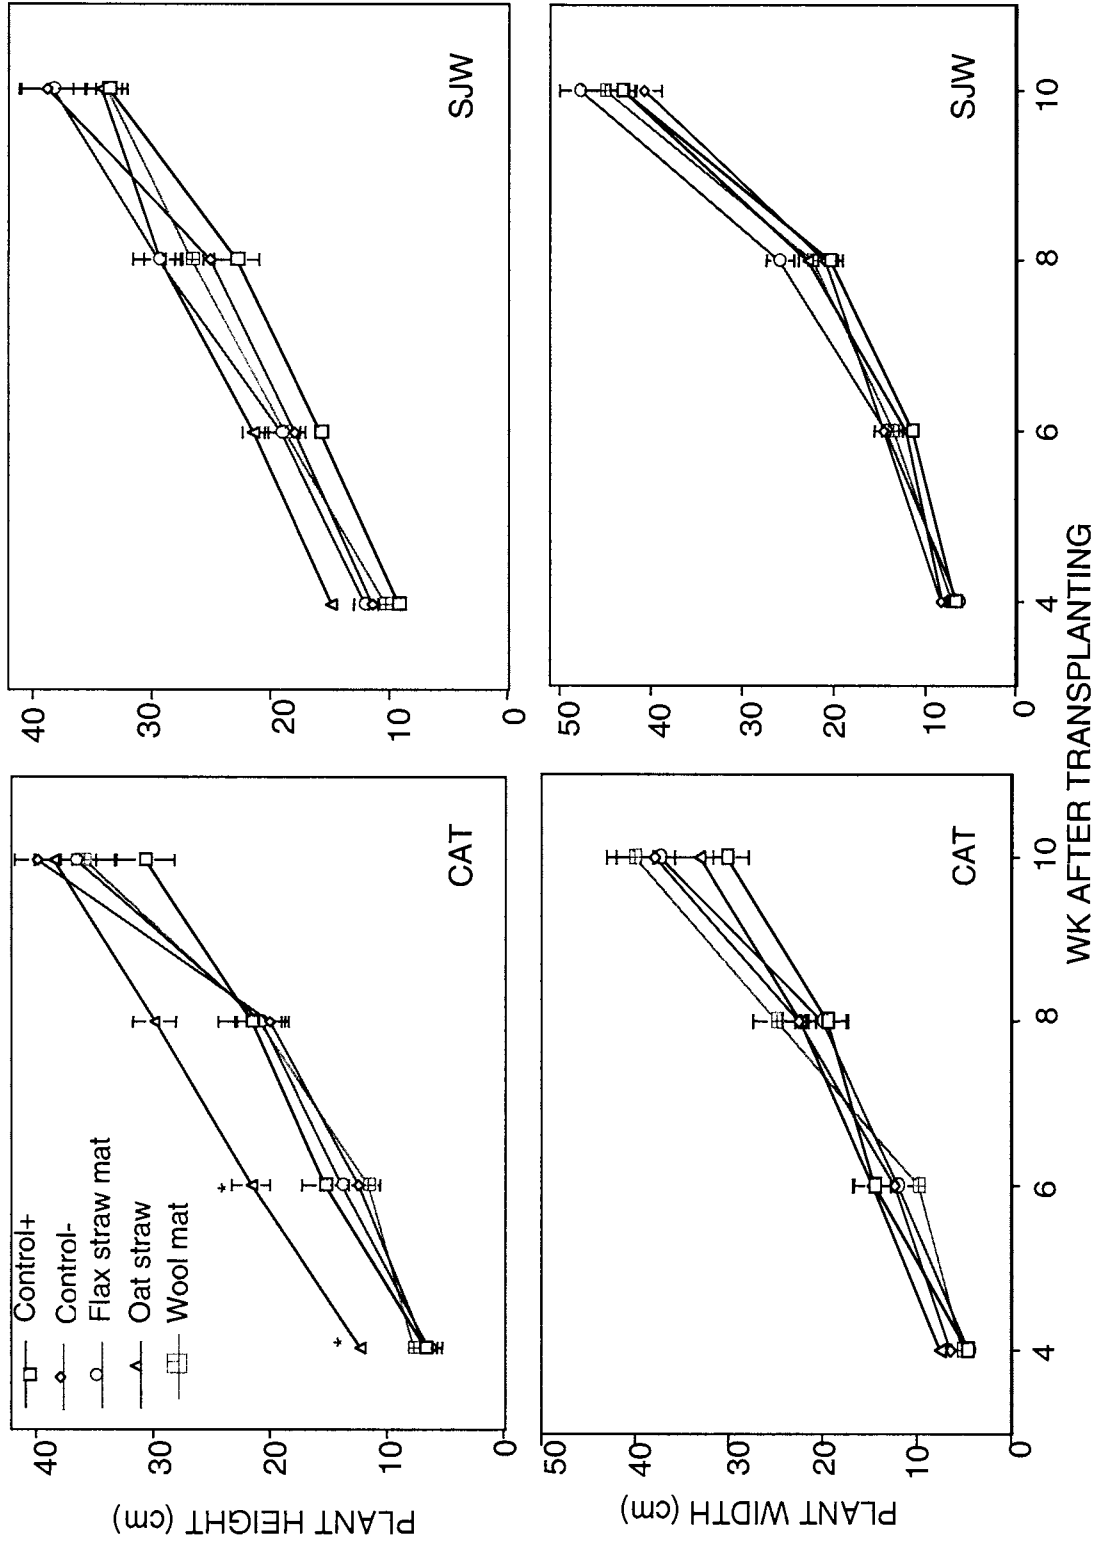 PLANT HEIGHT (cm)
40
30
20
10
0
Control+
Control-
Flax straw mat
Oat straw
Wool mat
*
*
CAT
40
30
20
10
0
SJW
PLANT WIDTH (cm)
50
40
30
20
10
0
CAT
4
6
8
10
50
40
30
20
10
0
SJW
4
6
8
10
WK AFTER TRANSPLANTING